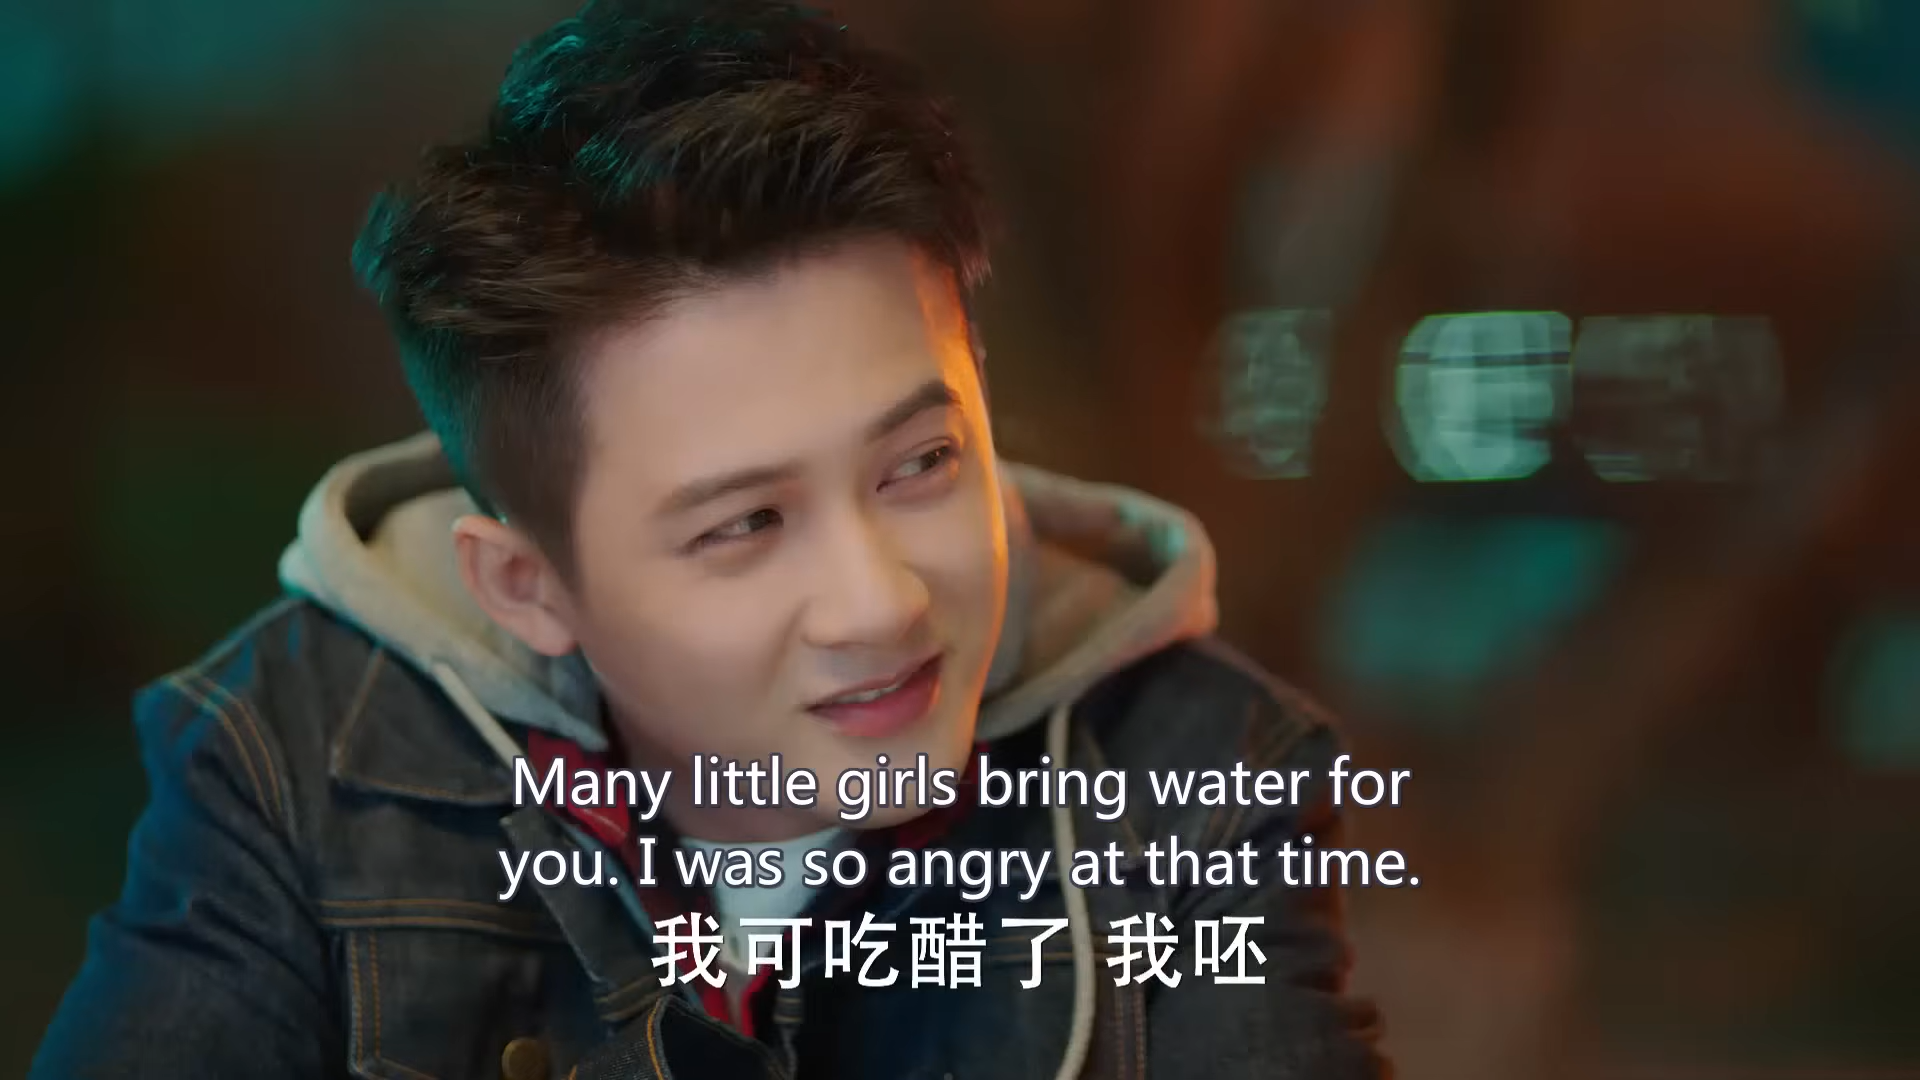 Many little girls bring water for
you. I was so angry at that time.
我可吃醋了 我呸